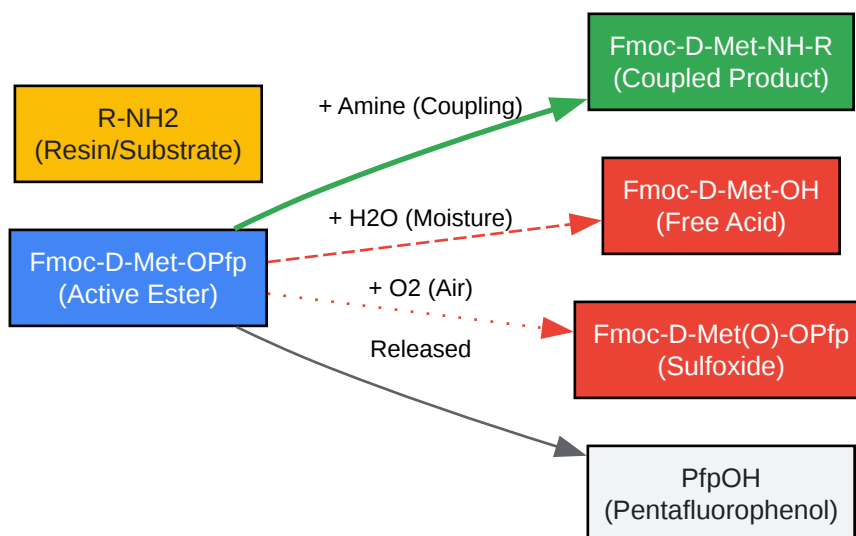 R-NH2
(Resin/Substrate)
Fmoc-D-Met-OPfp
(Active Ester)
+ Amine (Coupling)
+ H2O (Moisture)
+ O2 (Air)
Released
Fmoc-D-Met-NH-R
(Coupled Product)
Fmoc-D-Met-OH
(Free Acid)
Fmoc-D-Met(O)-OPfp
(Sulfoxide)
PfpOH
(Pentafluorophenol)